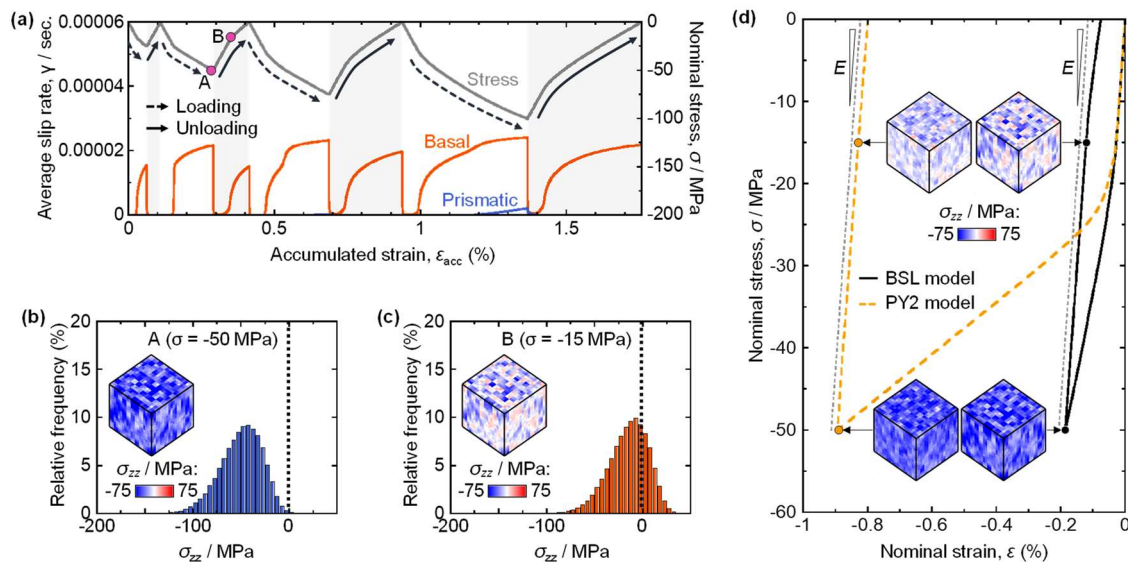 (a)
0.00006
0.00004
0.00002
0
Average slip rate, γ / sec.
A
B
Stress
Loading
Unloading
Basal
Prismatic
0
-50
-100
-150
-200
Nominal stress, σ / MPa
0
0.5
1
1.5
Accumulated strain, εacc (%)
(b)
20
15
10
5
0
Relative frequency (%)
A (σ = -50 MPa)
σzz / MPa:
-75 75
-200
-100
0
σzz / MPa
(c)
20
15
10
5
0
Relative frequency (%)
B (σ = -15 MPa)
σzz / MPa:
-75 75
-200
-100
0
σzz / MPa
(d)
0
-10
-20
-30
-40
-50
-60
Nominal stress, σ / MPa
E
E
σzz / MPa:
-75 75
BSL model
PY2 model
-1
-0.8
-0.6
-0.4
-0.2
0
Nominal strain, ε (%)